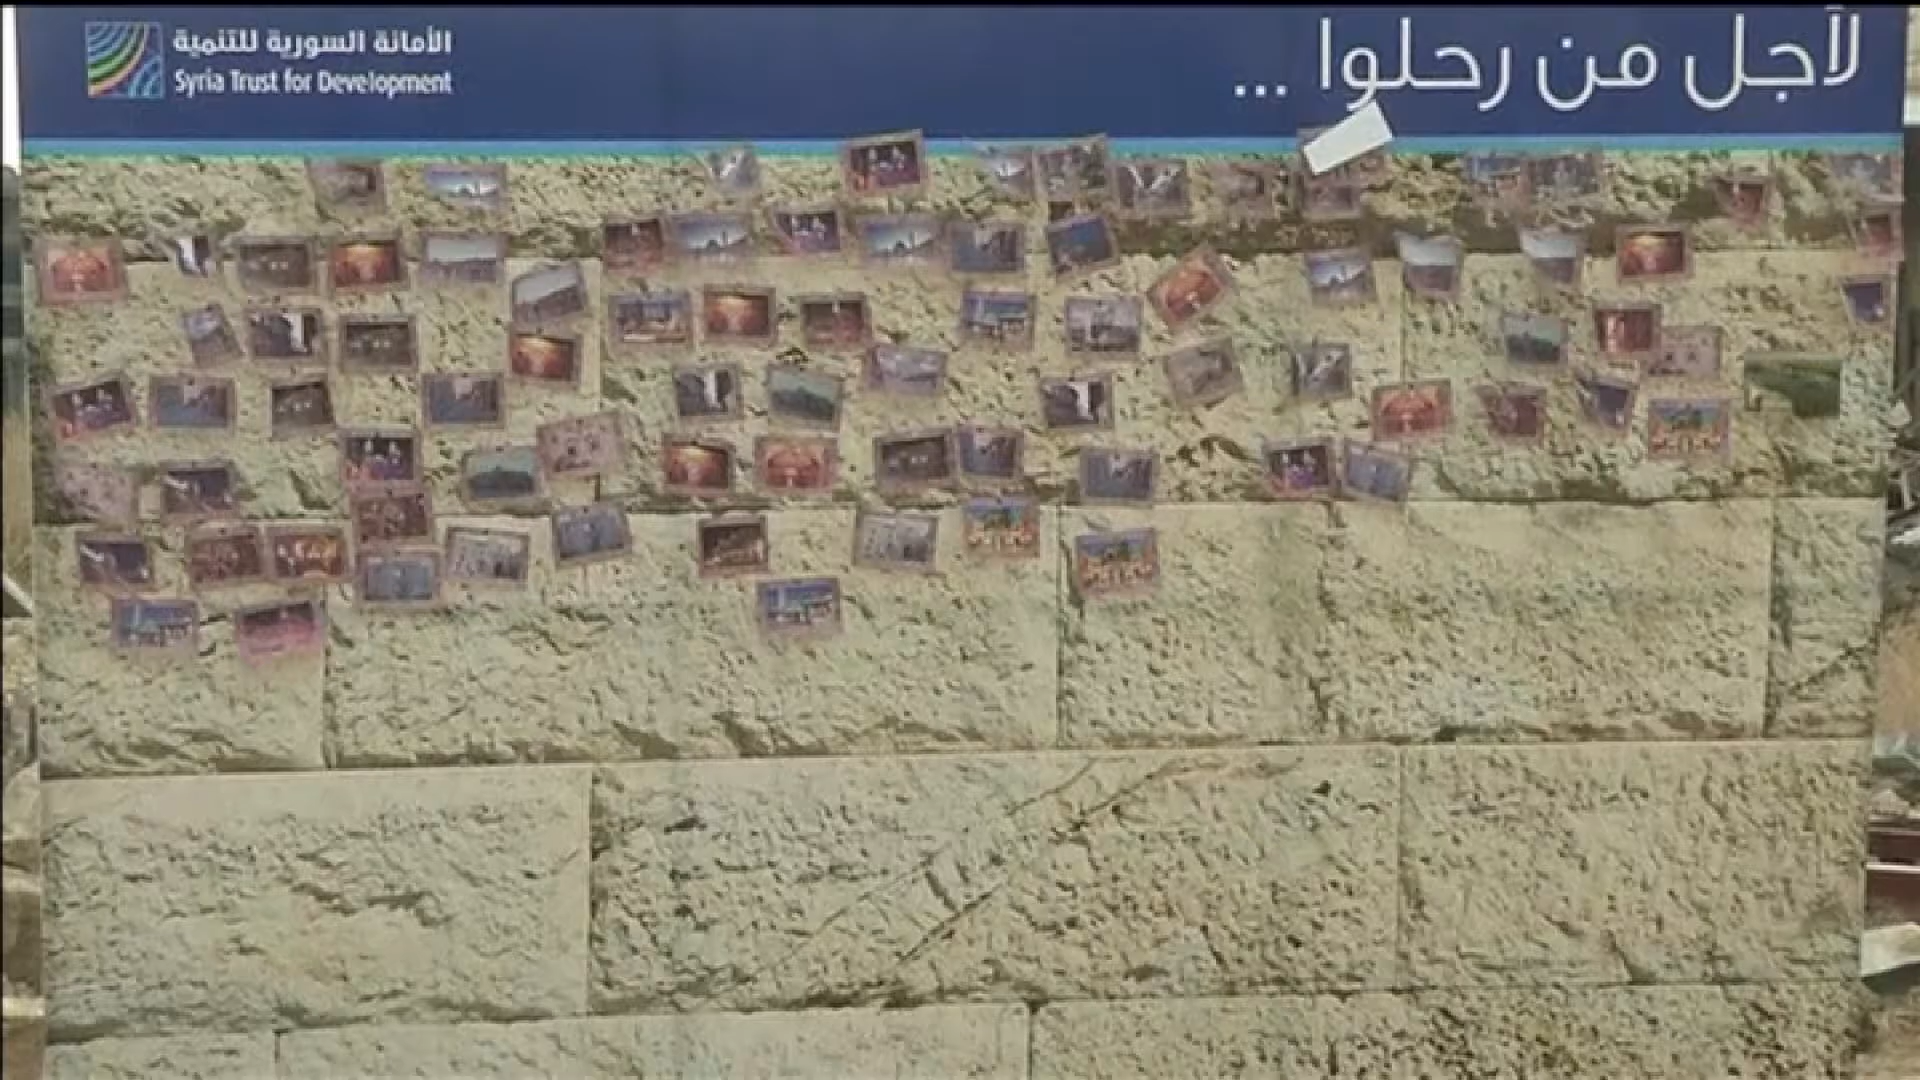 لأجل من رحلوا ...
الأمانة السورية للتنمية
Syria Trust for Development